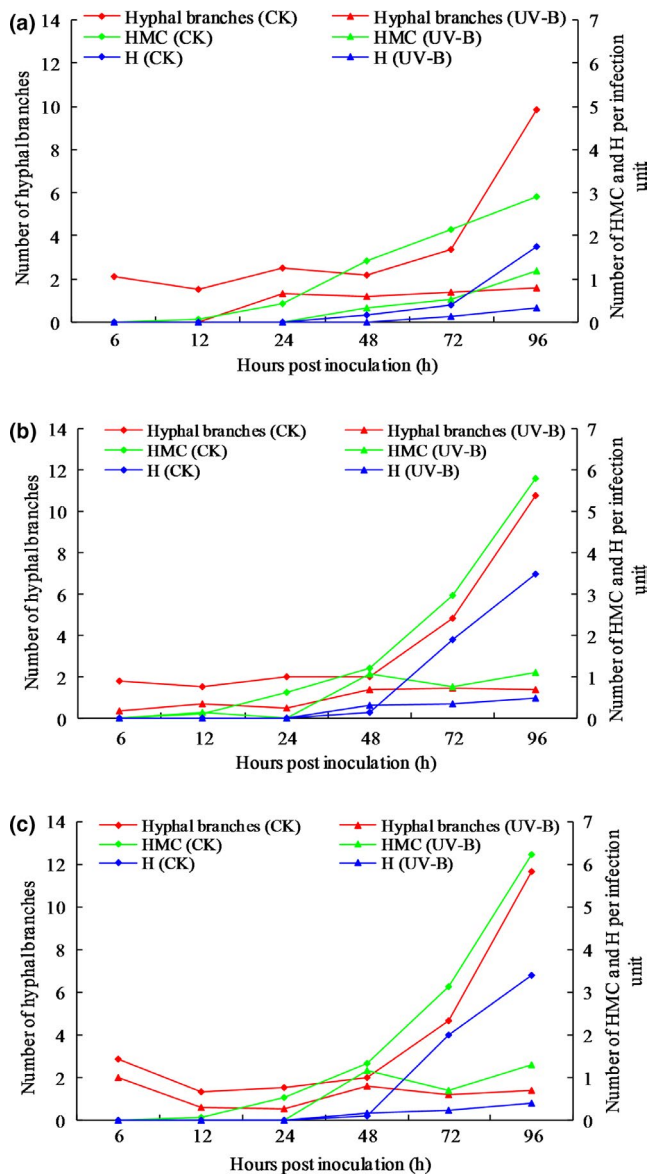 (a)
14
12
10
8
6
4
2
0
Number of hyphal branches
Hyphal branches (CK)
Hyphal branches (UV-B)
HMC (CK)
HMC (UV-B)
H (CK)
H (UV-B)
7
6
5
4
3
2
1
0
Number of HMC and H per infection
unit
6 12 24 48 72 96
Hours post inoculation (h)
(b)
14
12
10
8
6
4
2
0
Number of hyphal branches
Hyphal branches (CK)
Hyphal branches (UV-B)
HMC (CK)
HMC (UV-B)
H (CK)
H (UV-B)
7
6
5
4
3
2
1
0
Number of HMC and H per infection
unit
6 12 24 48 72 96
Hours post inoculation (h)
(c)
14
12
10
8
6
4
2
0
Number of hyphal branches
Hyphal branches (CK)
Hyphal branches (UV-B)
HMC (CK)
HMC (UV-B)
H (CK)
H (UV-B)
7
6
5
4
3
2
1
0
Number of HMC and H per infection
unit
6 12 24 48 72 96
Hours post inoculation (h)